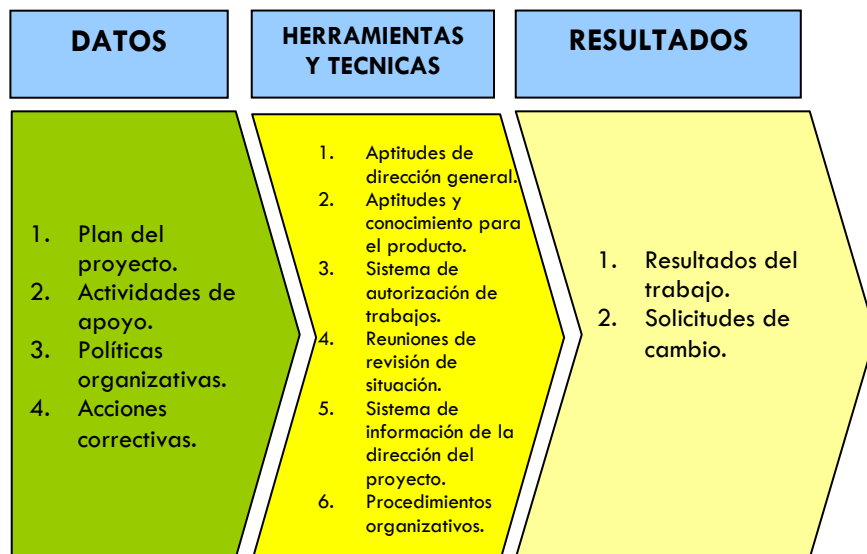 DATOS
1. Plan del
proyecto.
2. Actividades de
apoyo.
3. Políticas
organizativas.
4. Acciones
correctivas.
HERRAMIENTAS
Y TECNICAS
1. Aptitudes de
dirección general.
2. Aptitudes y
conocimiento para
el producto.
3. Sistema de
autorización de
trabajos.
4. Reuniones de
revisión de
situación.
5. Sistema de
información de la
dirección del
proyecto.
6. Procedimientos
organizativos.
RESULTADOS
1. Resultados del
trabajo.
2. Solicitudes de
cambio.